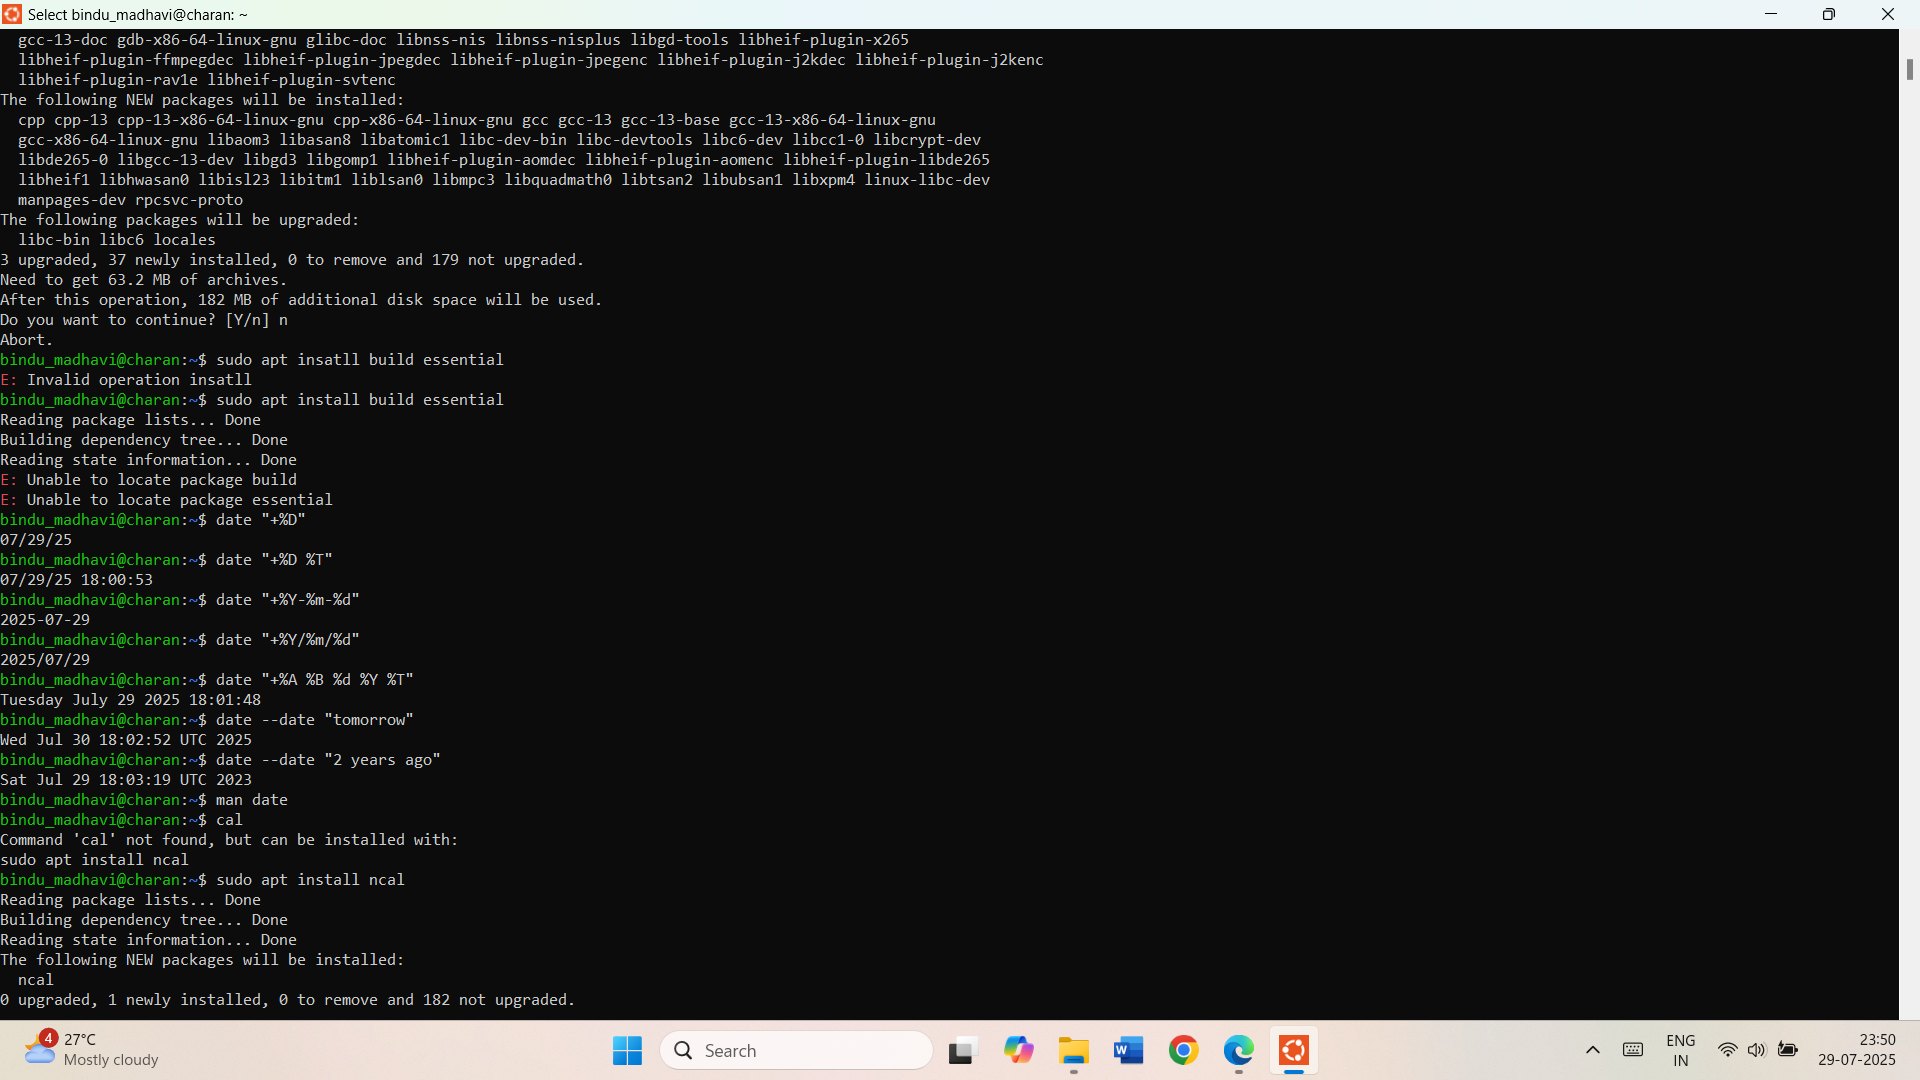 Select bindu_madhavi@charan: ~
gcc-13-doc gdb-x86-64-linux-gnu glibc-doc libnss-nis libnss-nisplus libgd-tools libheif-plugin-x265
libheif-plugin-ffmpegdec libheif-plugin-jpegdec libheif-plugin-jpegenc libheif-plugin-j2kdec libheif-plugin-j2kenc
libheif-plugin-rav1e libheif-plugin-svtenc
The following NEW packages will be installed:
cpp cpp-13 cpp-13-x86-64-linux-gnu cpp-x86-64-linux-gnu gcc gcc-13 gcc-13-base gcc-13-x86-64-linux-gnu
gcc-x86-64-linux-gnu libaom3 libasan8 libatomic1 libc-dev-bin libc-devtools libc6-dev libcc1-0 libcrypt-dev
libde265-0 libgcc-13-dev libgd3 libgomp1 libheif-plugin-aomdec libheif-plugin-aomenc libheif-plugin-libde265
libheif1 libhwasan0 libisl23 libitm1 liblsan0 libmpc3 libquadmath0 libtsan2 libubsan1 libxpm4 linux-libc-dev
manpages-dev rpcsvc-proto
The following packages will be upgraded:
libc-bin libc6 locales
3 upgraded, 37 newly installed, 0 to remove and 179 not upgraded.
Need to get 63.2 MB of archives.
After this operation, 182 MB of additional disk space will be used.
Do you want to continue? [Y/n] n
Abort.
bindu_madhavi@charan:~$ sudo apt insatll build essential
E: Invalid operation insatll
bindu_madhavi@charan:~$ sudo apt install build essential
Reading package lists... Done
Building dependency tree... Done
Reading state information... Done
E: Unable to locate package build
E: Unable to locate package essential
bindu_madhavi@charan:~$ date "+%D"
07/29/25
bindu_madhavi@charan:~$ date "+%D %T"
07/29/25 18:00:53
bindu_madhavi@charan:~$ date "+%Y-%m-%d"
2025-07-29
bindu_madhavi@charan:~$ date "+%Y/%m/%d"
2025/07/29
bindu_madhavi@charan:~$ date "+%A %B %d %Y %T"
Tuesday July 29 2025 18:01:48
bindu_madhavi@charan:~$ date --date "tomorrow"
Wed Jul 30 18:02:52 UTC 2025
bindu_madhavi@charan:~$ date --date "2 years ago"
Sat Jul 29 18:03:19 UTC 2023
bindu_madhavi@charan:~$ man date
bindu_madhavi@charan:~$ cal
Command 'cal' not found, but can be installed with:
sudo apt install ncal
bindu_madhavi@charan:~$ sudo apt install ncal
Reading package lists... Done
Building dependency tree... Done
Reading state information... Done
The following NEW packages will be installed:
ncal
0 upgraded, 1 newly installed, 0 to remove and 182 not upgraded.
4
27°C
Mostly cloudy
Search
W
ENG
IN
23:50
29-07-2025